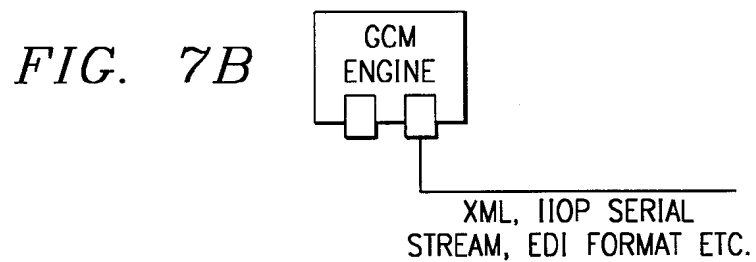 FIG. 7B
GCM
ENGINE
XML, IIOP SERIAL
STREAM, EDI FORMAT ETC.